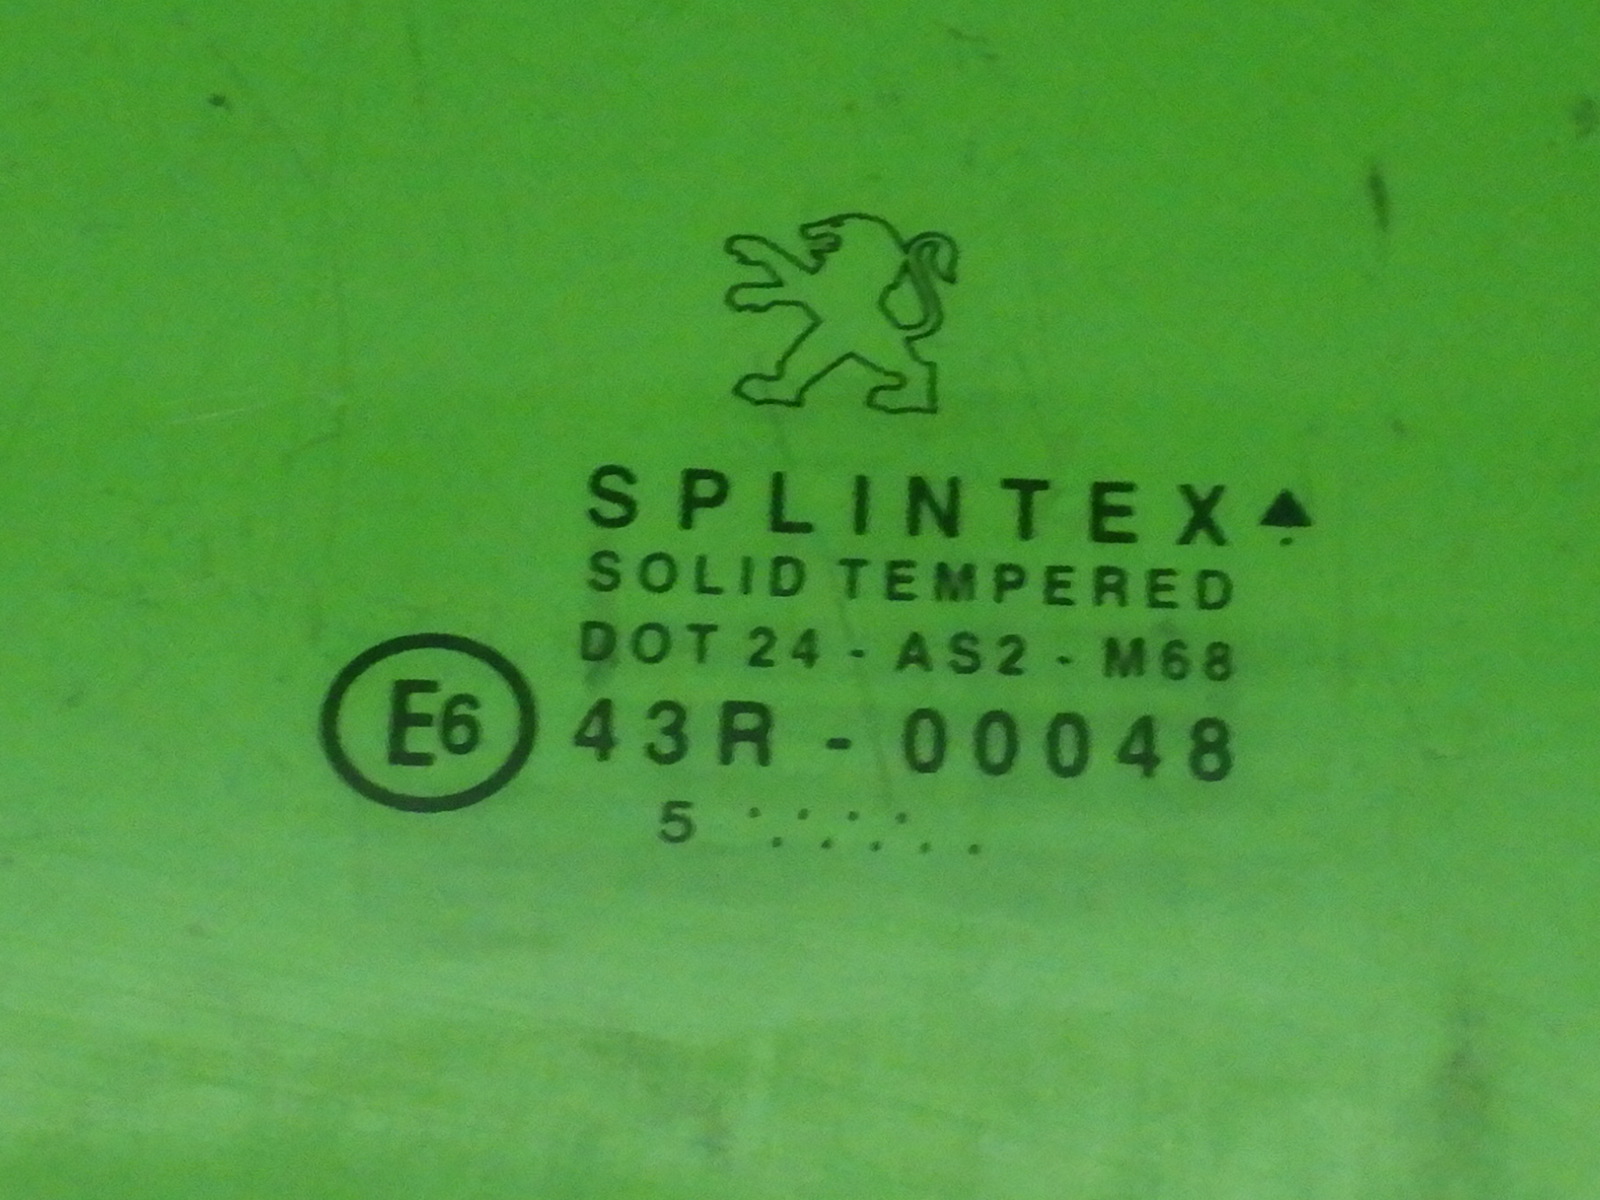 SPLINTEX
SOLID TEMPERED
DOT 24 - AS2 - M68
E6 43R - 00048
5